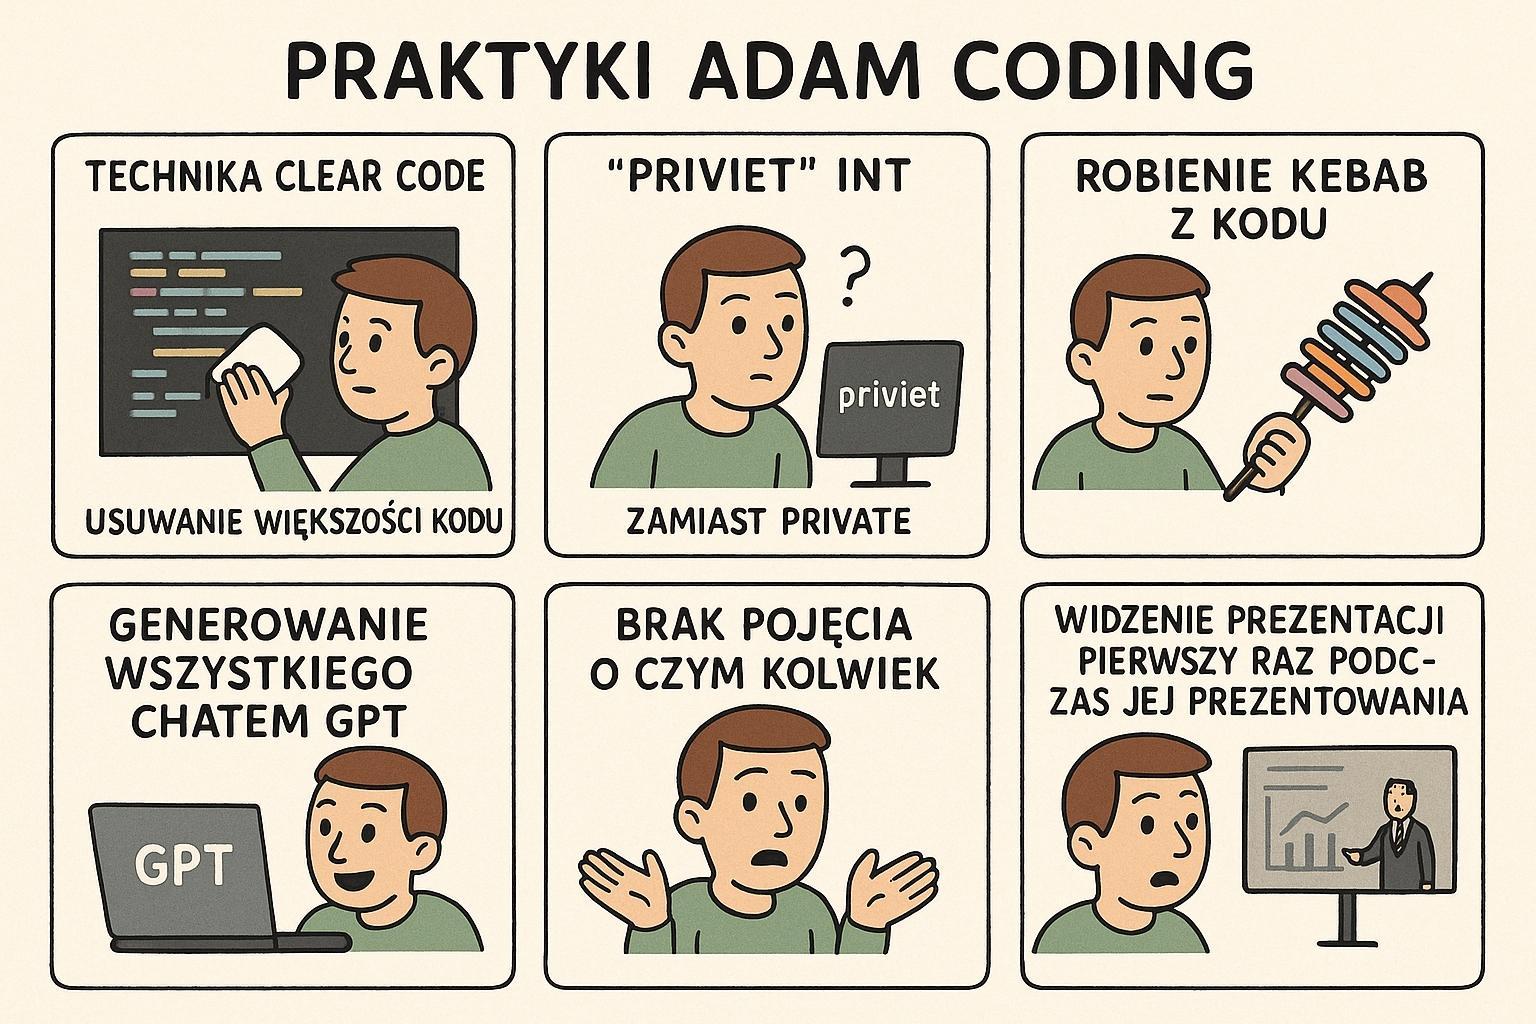 PRAKTYKI ADAM CODING
TECHNIKA CLEAR CODE
USUWANIE WIĘKSZOŚCI KODU
“PRIVIET” INT
?
priviet
ZAMIAST PRIVATE
ROBIENIE KEBAB
Z KODU
GENEROWANIE
WSZYSTKIEGO
CHATEM GPT
GPT
BRAK POJĘCIA
O CZYM KOLWIEK
WIDZENIE PREZENTACJI
PIERWSZY RAZ PODC-
ZAS JEJ PREZENTOWANIA